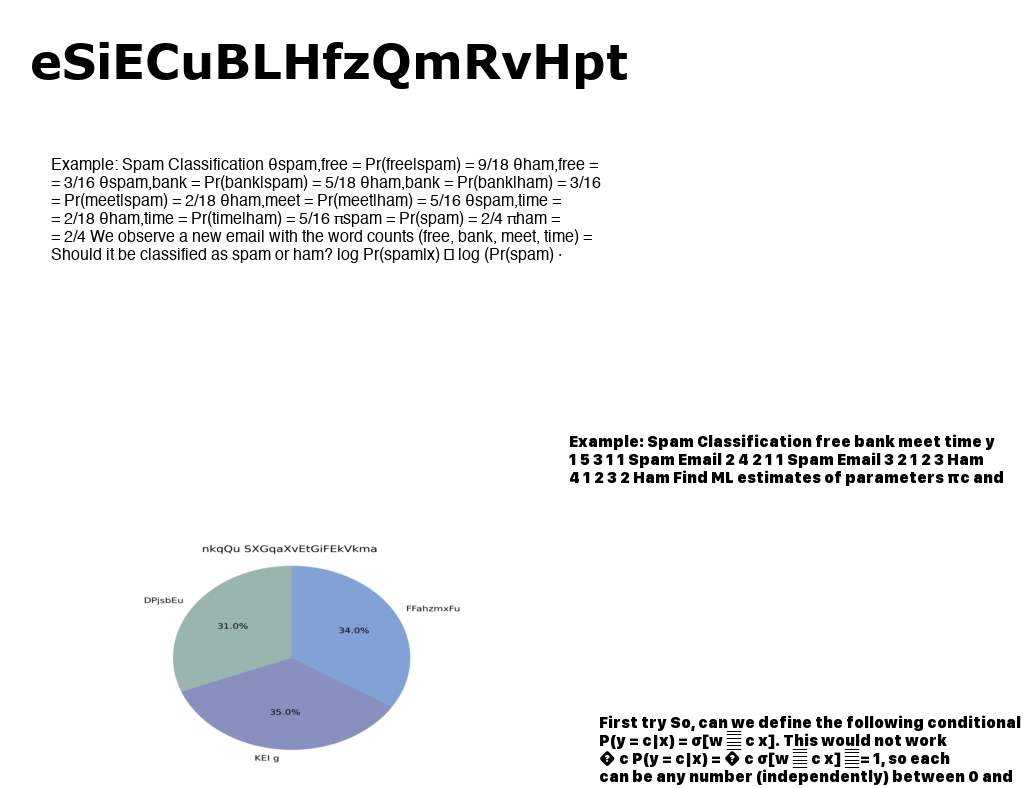 eSiECuBLHfzQmRvHpt
Example: Spam Classification θspam,free = Pr(free|spam) = 9/18 θham,free =
= 3/16 θspam,bank = Pr(bank|spam) = 5/18 θham,bank = Pr(bank|ham) = 3/16
= Pr(meet|spam) = 2/18 θham,meet = Pr(meet|ham) = 5/16 θspam,time =
= 2/18 θham,time = Pr(time|ham) = 5/16 πspam = Pr(spam) = 2/4 πham =
= 2/4 We observe a new email with the word counts (free, bank, meet, time) =
Should it be classified as spam or ham? log Pr(spam|x) log (Pr(spam) ·
Example: Spam Classification free bank meet time y
1 5 3 1 1 Spam Email 2 4 2 1 1 Spam Email 3 2 1 2 3 Ham
4 1 2 3 2 Ham Find ML estimates of parameters πc and
nkqQu SXGqaXvEtGiFEkVkma
DPjsbEu
FFahzmxFu
31.0%
34.0%
35.0%
KEI g
First try So, can we define the following conditional
P(y = c|x) = σ[w c x]. This would not work
� c P(y = c|x) = � c σ[w c x] = 1, so each
can be any number (independently) between 0 and